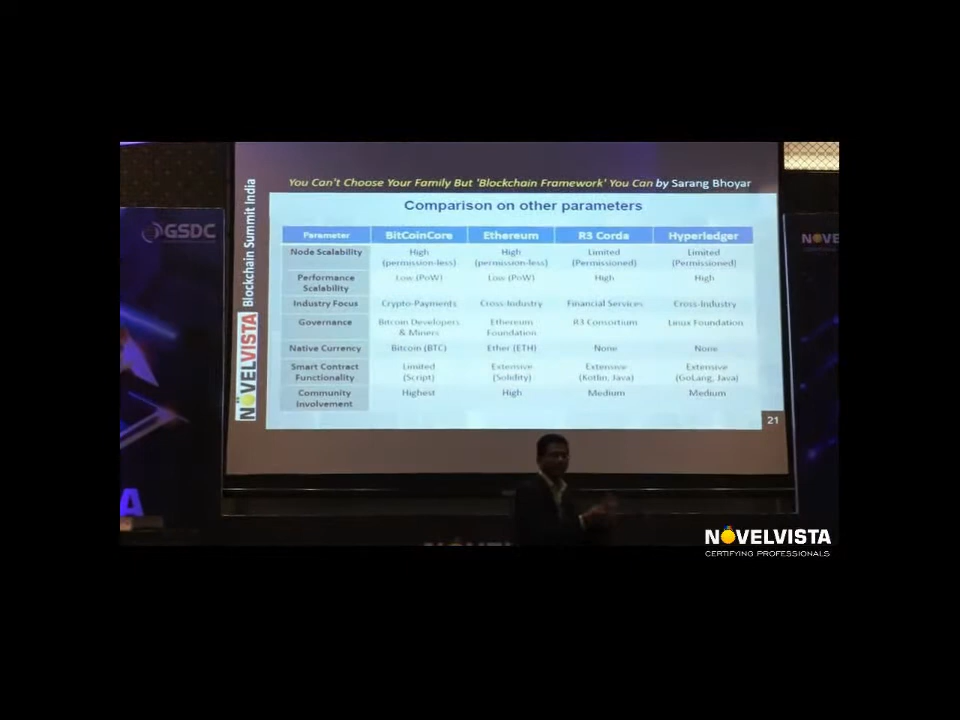 You Can't Choose Your Family But 'Blockchain Framework' You Can by Sarang Bhoyar
Comparison on other parameters
Parameter BitCoinCore Ethereum R3 Corda Hyperledger
Node Scalability High (permission-less) High (permission-less) Limited (Permissioned) Limited (Permissioned)
Performance Scalability Low (PoW) Low (PoW) High High
Industry Focus Crypto-Payments Cross-Industry Financial Services Cross-Industry
Governance Bitcoin Developers & Miners Ethereum Foundation R3 Consortium Linux Foundation
Native Currency Bitcoin (BTC) Ether (ETH) None None
Smart Contract Functionality Limited (Script) Extensive (Solidity) Extensive (Kotlin, Java) Extensive (GoLang, Java)
Community Involvement Highest High Medium Medium
21
NOVELVISTA Blockchain Summit India
GSDC
NOVE
A
NOVELVISTA
CERTIFYING PROFESSIONALS